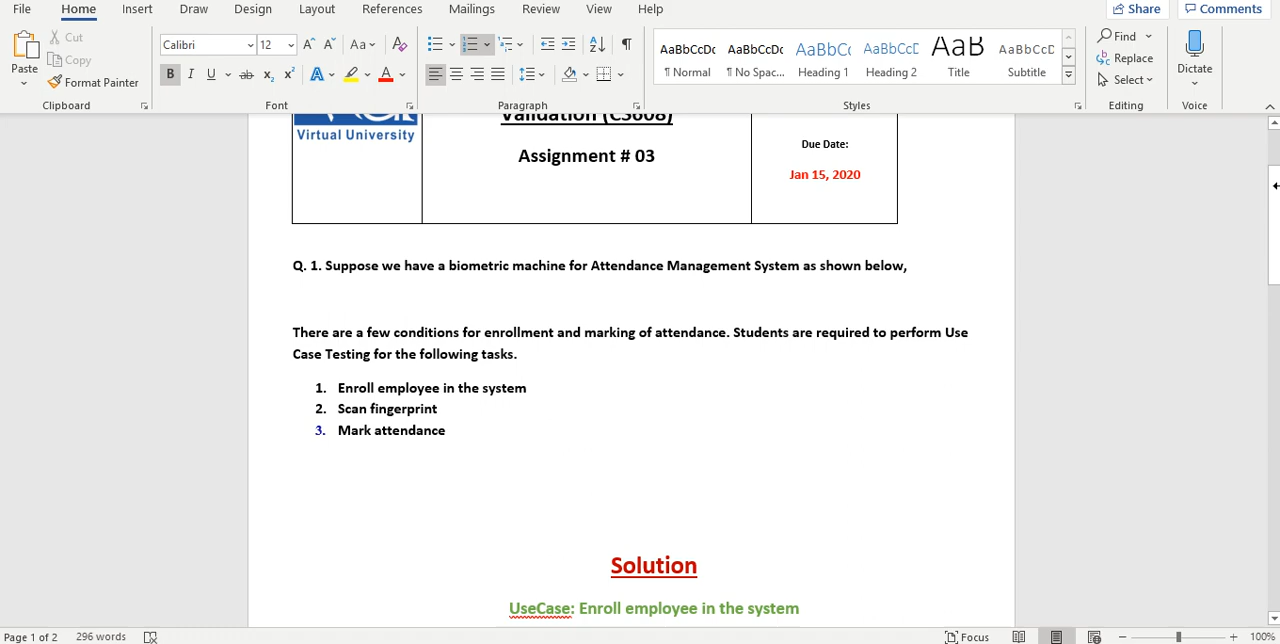 File Home Insert Draw Design Layout References Mailings Review View Help Share Comments
Cut
Copy
Paste
Format Painter
Clipboard
Calibri 12
Aa
B I U ab x₂ x² A A
Font
Paragraph
AaBbCcDc AaBbCcDc AaBbC( AaBbCcE AaB AaBbCcD
¶ Normal ¶ No Spac... Heading 1 Heading 2 Title Subtitle
Styles
Find
Replace
Select
Editing
Dictate
Voice
Virtual University
Validation (CS608)
Assignment # 03
Due Date:
Jan 15, 2020
Q. 1. Suppose we have a biometric machine for Attendance Management System as shown below,
There are a few conditions for enrollment and marking of attendance. Students are required to perform Use
Case Testing for the following tasks.
1. Enroll employee in the system
2. Scan fingerprint
3. Mark attendance
Solution
UseCase: Enroll employee in the system
Page 1 of 2 296 words Focus 100%